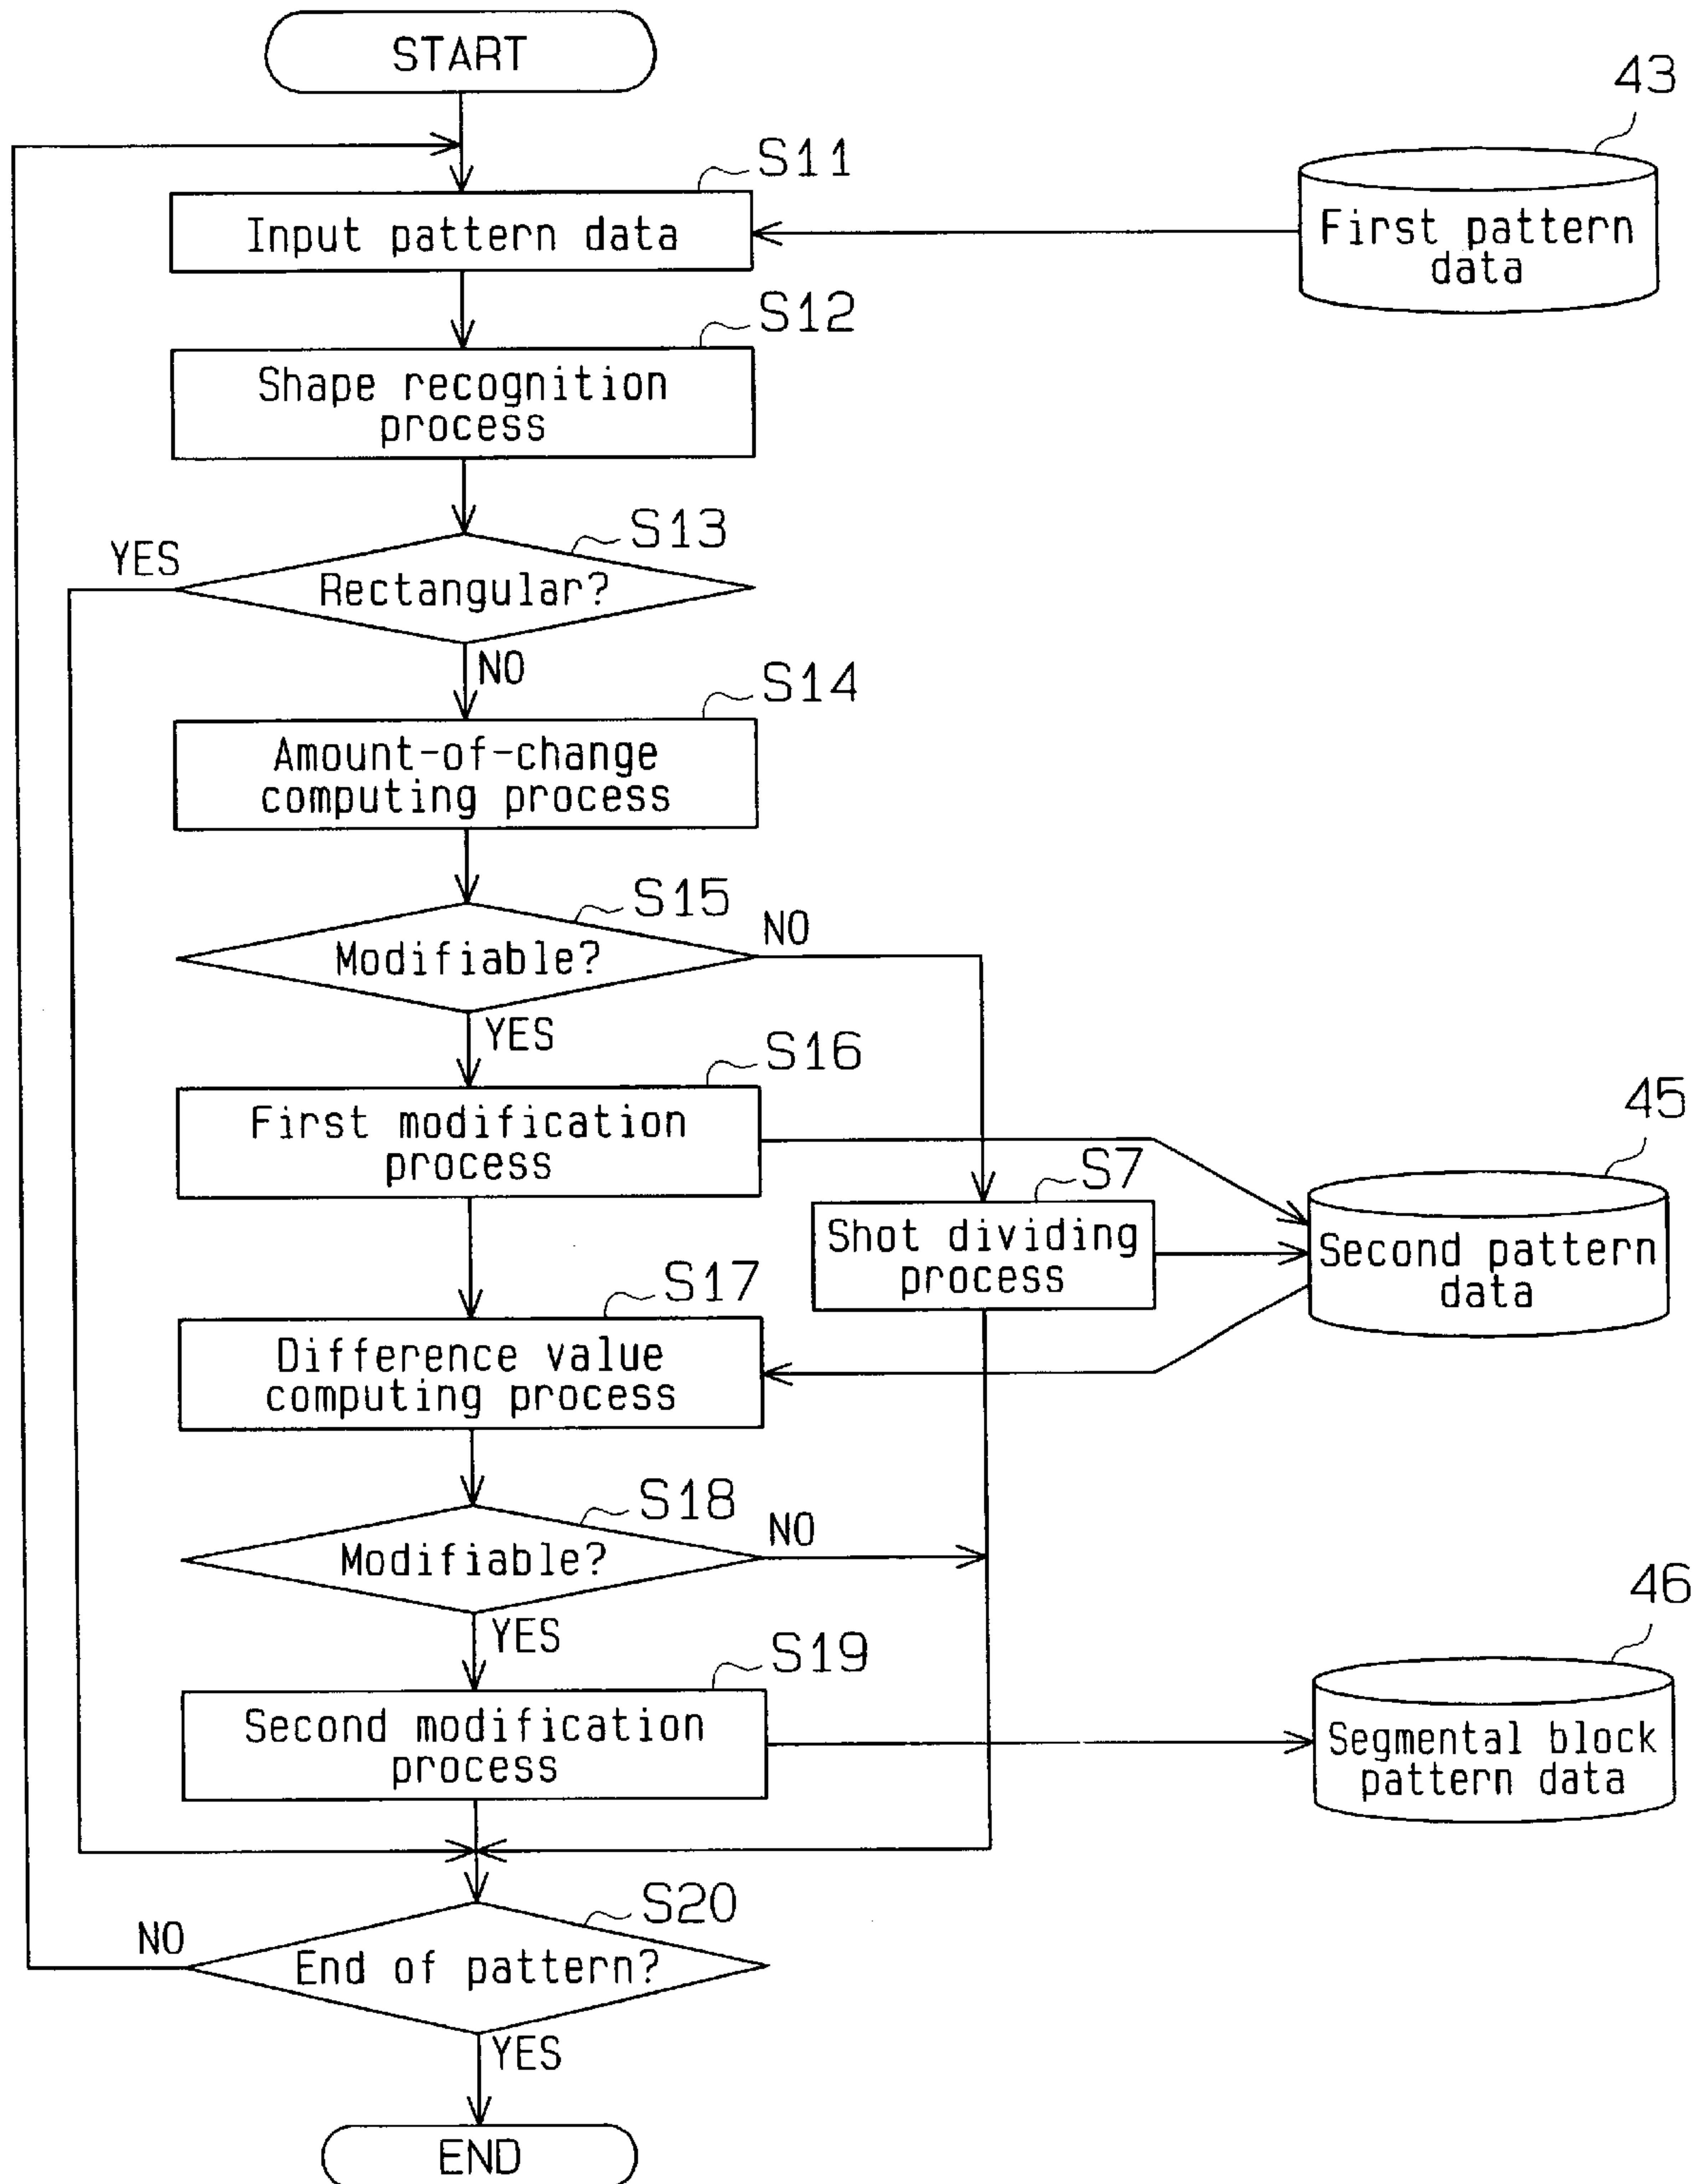 START
43
S11
Input pattern data
First pattern
data
S12
Shape recognition
process
S13
YES
Rectangular?
NO
S14
Amount-of-change
computing process
S15
NO
Modifiable?
YES
S16
First modification
process
45
S7
Shot dividing
process
Second pattern
data
S17
Difference value
computing process
S18
NO
Modifiable?
YES
46
S19
Second modification
process
Segmental block
pattern data
S20
NO
End of pattern?
YES
END